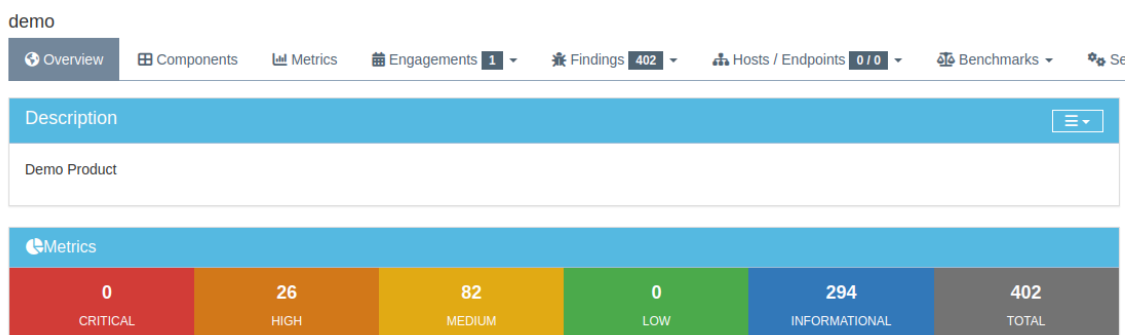 demo
Overview Components Metrics Engagements 1 Findings 402 Hosts / Endpoints 0 / 0 Benchmarks Se
Description
Demo Product
Metrics
0 26 82 0 294 402
CRITICAL HIGH MEDIUM LOW INFORMATIONAL TOTAL